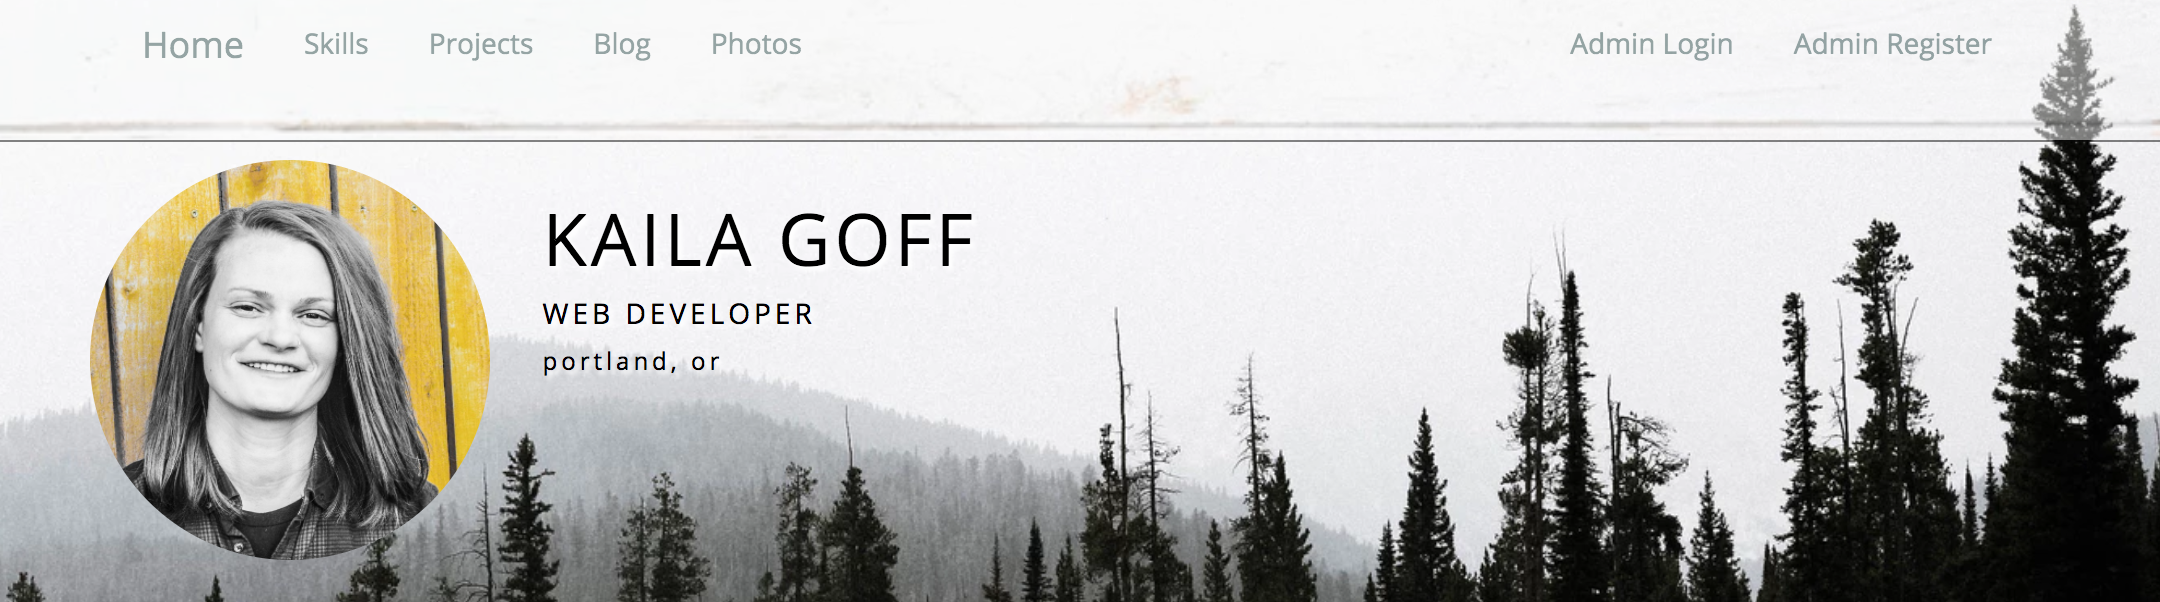 Home Skills Projects Blog Photos Admin Login Admin Register
KAILA GOFF
WEB DEVELOPER
portland, or